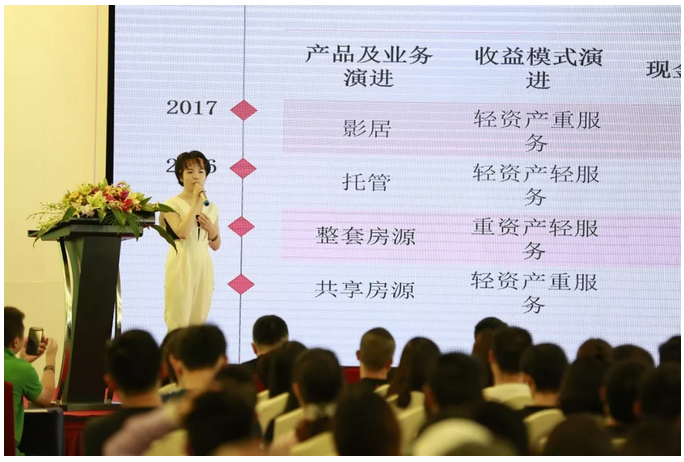 产品及业务
演进
收益模式演
进
现金
2017
影居
轻资产重服
务
托管
轻资产轻服
务
整套房源
重资产轻服
务
共享房源
轻资产重服
务